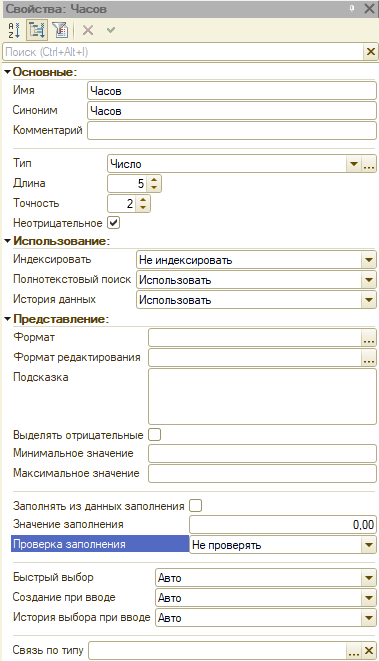 Свойства: Часов
Поиск (Ctrl+Alt+I)
Основные:
Имя Часов
Синоним Часов
Комментарий
Тип Число
Длина 5
Точность 2
Неотрицательное
Использование:
Индексировать Не индексировать
Полнотекстовый поиск Использовать
История данных Использовать
Представление:
Формат
Формат редактирования
Подсказка
Выделять отрицательные
Минимальное значение
Максимальное значение
Заполнять из данных заполнения
Значение заполнения 0,00
Проверка заполнения Не проверять
Быстрый выбор Авто
Создание при вводе Авто
История выбора при вводе Авто
Связь по типу